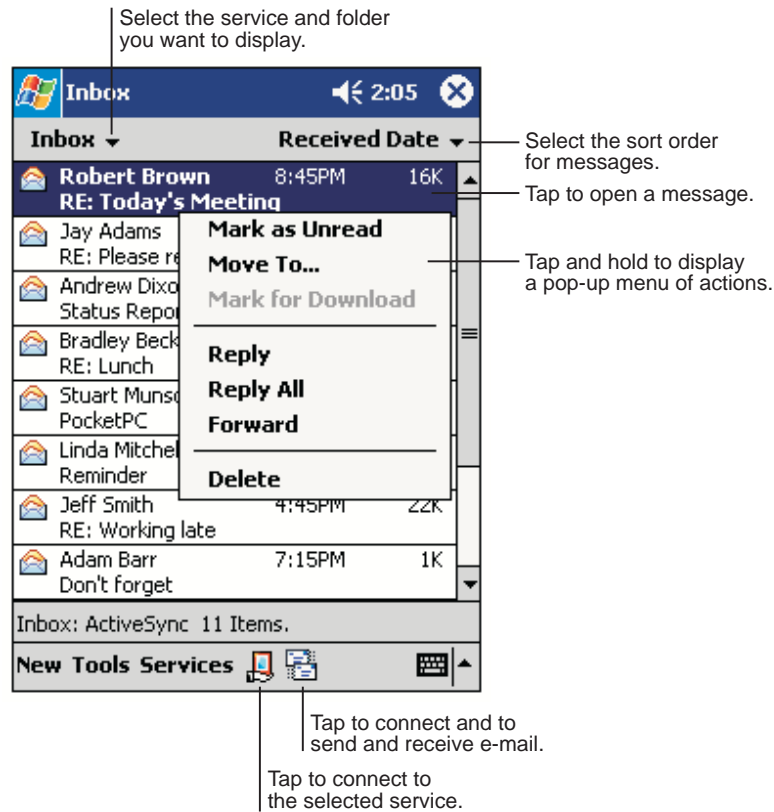 Select the service and folder
you want to display.
Inbox 2:05
Inbox Received Date
Select the sort order
for messages.
Robert Brown 8:45PM 16K
RE: Today's Meeting
Tap to open a message.
Jay Adams
RE: Please re
Mark as Unread
Move To...
Mark for Download
Reply
Reply All
Forward
Delete
Tap and hold to display
a pop-up menu of actions.
Andrew Dixo
Status Repor
Bradley Beck
RE: Lunch
Stuart Munso
PocketPC
Linda Mitchel
Reminder
Jeff Smith 4:45PM 22K
RE: Working late
Adam Barr 7:15PM 1K
Don't forget
Inbox: ActiveSync 11 Items.
New Tools Services
Tap to connect and to
send and receive e-mail.
Tap to connect to
the selected service.